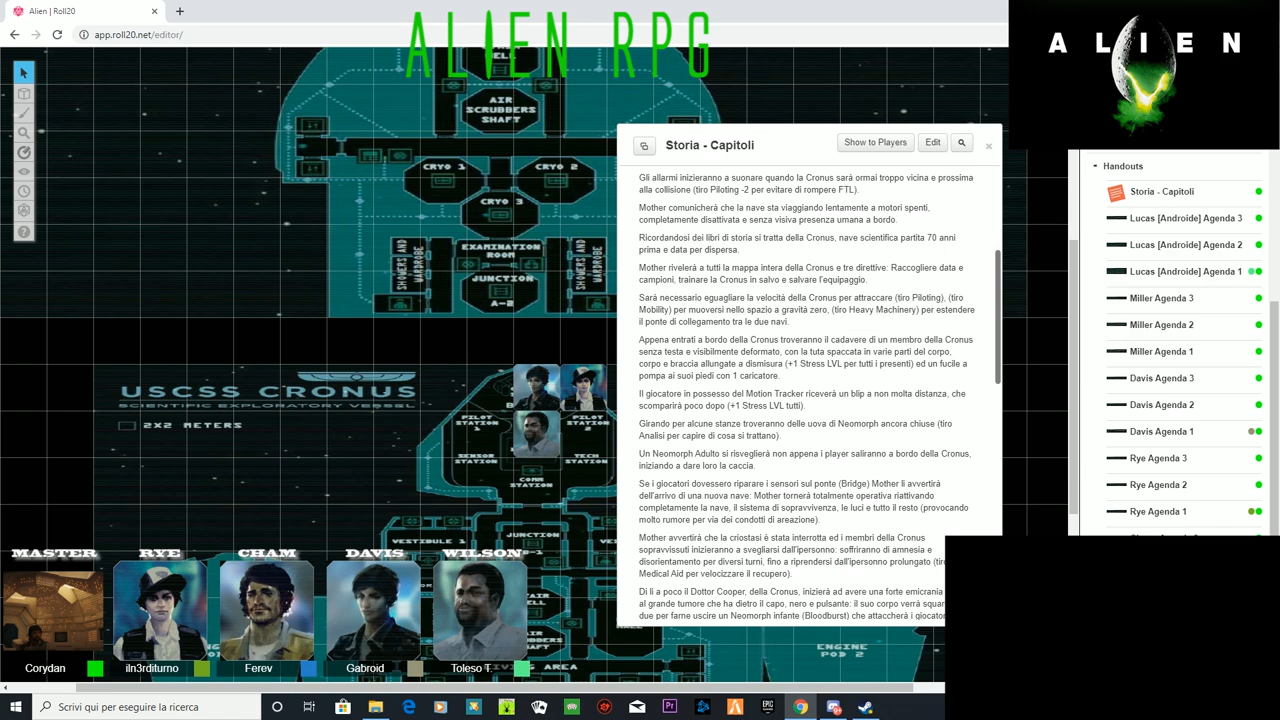 Alien | Roll20
app.roll20.net/editor/
ALIEN RPG
ALIEN
AIR
SCRUBBERS
SHAFT
CRYO 1
CRYO 2
CRYO 3
SHOWERS AND
WARDROBE
EXAMINATION
ROOM
SHOWERS AND
WARDROBE
JUNCTION
A-2
USCSS CRONUS
SCIENTIFIC EXPLORATORY VESSEL
2X2 METERS
PILOT
STATION
1
PILOT
STATION
2
SENSOR
STATION
TECH
STATION
COMM
STATION
VESTIBULE 1
JUNCTION
Storia - Capitoli
Show to Players
Edit
Gli allarmi inizieranno a suonare quando la Cronus sarà ormai troppo vicina e prossima
alla collisione (tiro Piloting -2 per evitare di rompere FTL).
Mother comunicherà che la nave sta viaggiando lentamente a motori spenti,
completamente disattivata e senza visiva presenza umana a bordo.
Ricordandosi dei libri di storia si tratta della Cronus, nave scientifica partita 70 anni
prima e data per dispersa.
Mother rivelerà a tutti la mappa intera della Cronus e tre direttive: Raccogliere data e
campioni, trainare la Cronus in salvo e salvare l'equipaggio.
Sarà necessario eguagliare la velocità della Cronus per attraccare (tiro Piloting), (tiro
Mobility) per muoversi nello spazio a gravità zero, (tiro Heavy Machinery) per estendere
il ponte di collegamento tra le due navi.
Appena entrati a bordo della Cronus troveranno il cadavere di un membro della Cronus
senza testa e visibilmente deformato, con la tuta spaccata in varie parti del corpo,
corpo e braccia allungate a dismisura (+1 Stress LVL per tutti i presenti) ed un fucile a
pompa ai suoi piedi con 1 caricatore.
Il giocatore in possesso del Motion Tracker riceverà un blip a non molta distanza, che
scomparirà poco dopo (+1 Stress LVL tutti).
Girando per alcune stanze troveranno delle uova di Neomorph ancora chiuse (tiro
Analisi per capire di cosa si trattano).
Un Neomorph Adulto si risveglierà non appena i player saliranno a bordo della Cronus,
iniziando a dare loro la caccia.
Se i giocatori dovessero riparare i sensori sul ponte (Bridge) Mother li avvertirà
dell'arrivo di una nuova nave: Mother tornerà totalmente operativa riattivando
completamente la nave, il sistema di sopravvivenza, le luci e tutto il resto (provocando
molto rumore per via dei condotti di areazione).
Mother avvertirà che la criostasi è stata interrotta ed i membri della Cronus
sopravvissuti inizieranno a svegliarsi dall'ipersonno: soffriranno di amnesia e
disorientamento per diversi turni, fino a riprendersi dall'ipersonno prolungato (tiro
Medical Aid per velocizzare il recupero).
Di lì a poco il Dottor Cooper, della Cronus, inizierà ad avere una forte emicrania
al grande tumore che ha dietro il capo, nero e pulsante: il suo corpo verrà squar
due per farne uscire un Neomorph infante (Bloodburst) che attaccherà i giocator
Handouts
Storia - Capitoli
Lucas [Androide] Agenda 3
Lucas [Androide] Agenda 2
Lucas [Androide] Agenda 1
Miller Agenda 3
Miller Agenda 2
Miller Agenda 1
Davis Agenda 3
Davis Agenda 2
Davis Agenda 1
Rye Agenda 3
Rye Agenda 2
Rye Agenda 1
MASTER
RYE
CHAM
DAVIS
WILSON
Corydan
iln3rditurno
Ferev
Gabroid
Toleso T.
LIVING AREA
ENGINE
POD 2
Scrivi qui per eseguire la ricerca